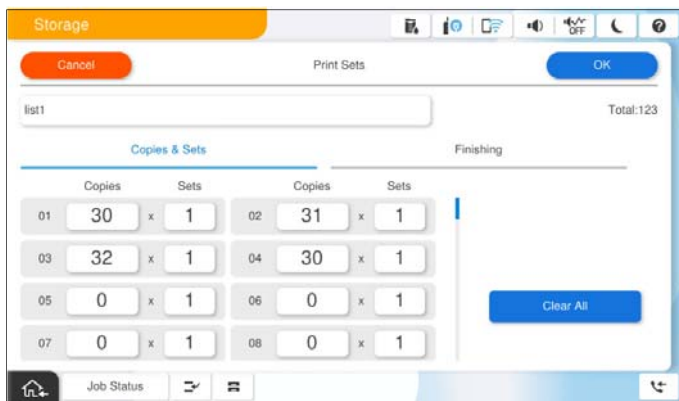 Storage
OFF
Cancel Print Sets OK
list1 Total:123
Copies & Sets Finishing
Copies Sets Copies Sets
01 30 x 1 02 31 x 1
03 32 x 1 04 30 x 1
05 0 x 1 06 0 x 1 Clear All
07 0 x 1 08 0 x 1
Job Status